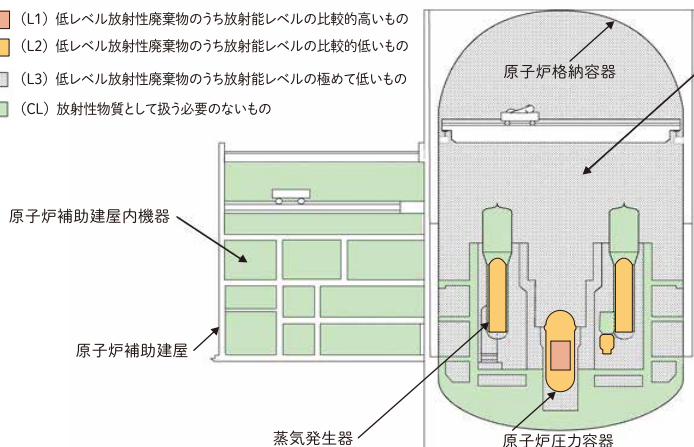 （L1）低レベル放射性廃棄物のうち放射能レベルの比較的高いもの
（L2）低レベル放射性廃棄物のうち放射能レベルの比較的低いもの
（L3）低レベル放射性廃棄物のうち放射能レベルの極めて低いもの
（CL）放射性物質として扱う必要のないもの
原子炉格納容器
原子炉補助建屋内機器
原子炉補助建屋
蒸気発生器
原子炉圧力容器